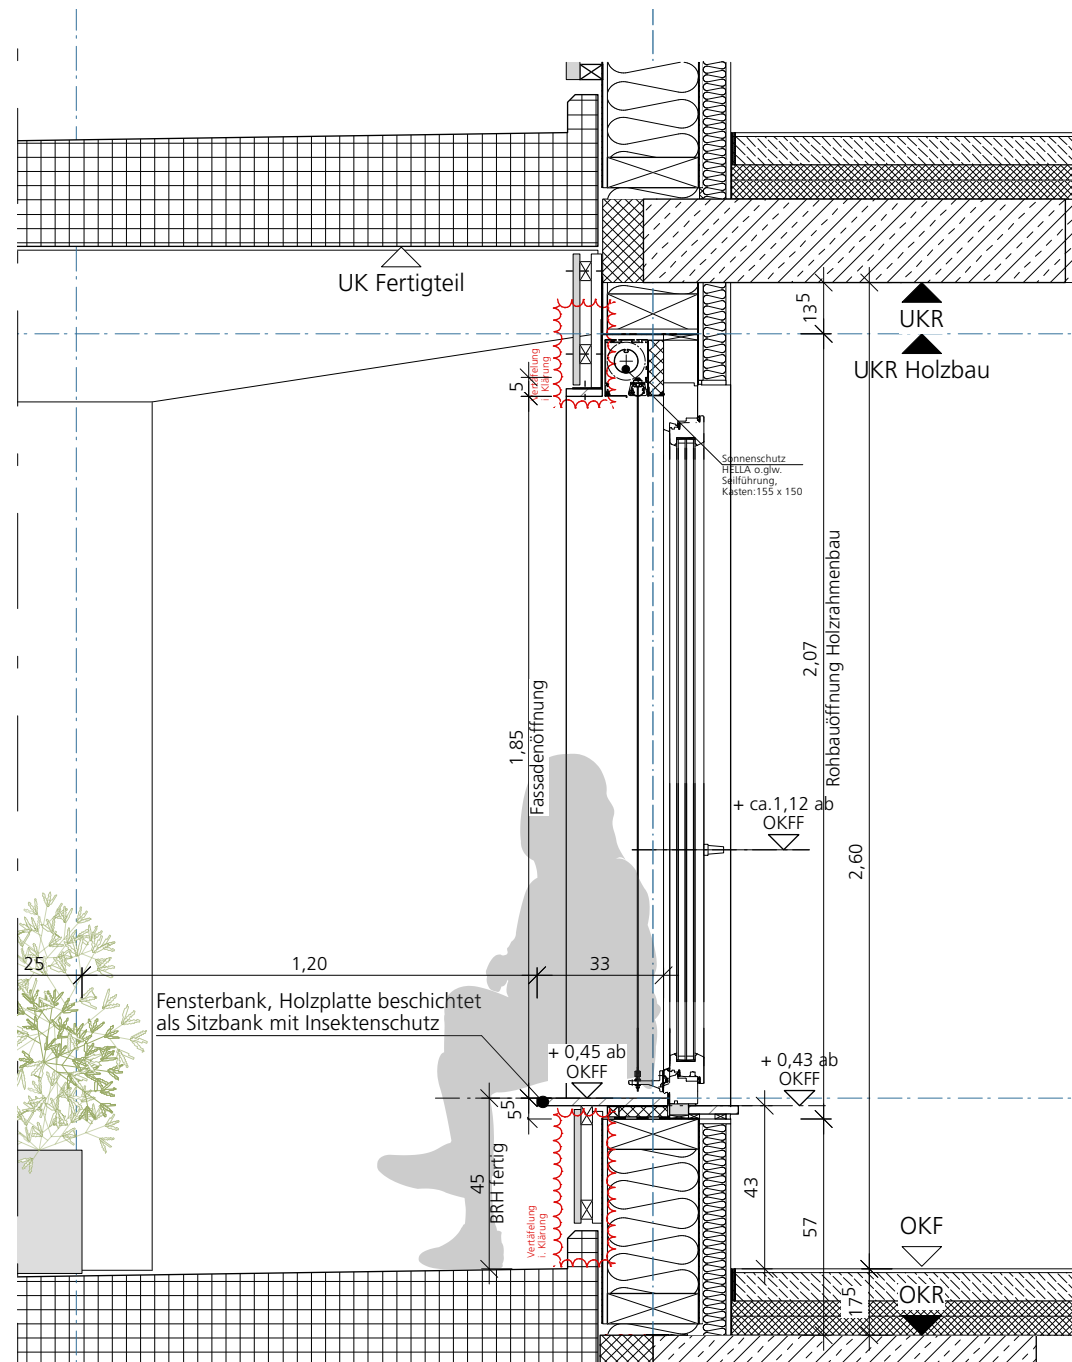 UK Fertigteil
13⁵
UKR
UKR Holzbau
5
Vertäfelung
i. Klärung
Sonnenschutz
HELLA o.glw.
Seilführung,
Kasten:155 x 150
Rohbauöffnung Holzrahmenbau
2,07
1,85
Fassadenöffnung
+ ca.1,12 ab
OKFF
2,60
25
1,20
33
Fensterbank, Holzplatte beschichtet
als Sitzbank mit Insektenschutz
+ 0,45 ab
OKFF
+ 0,43 ab
OKFF
5⁵
45
BRH fertig
Vertäfelung
i. Klärung
43
57
OKF
OKR
17⁵